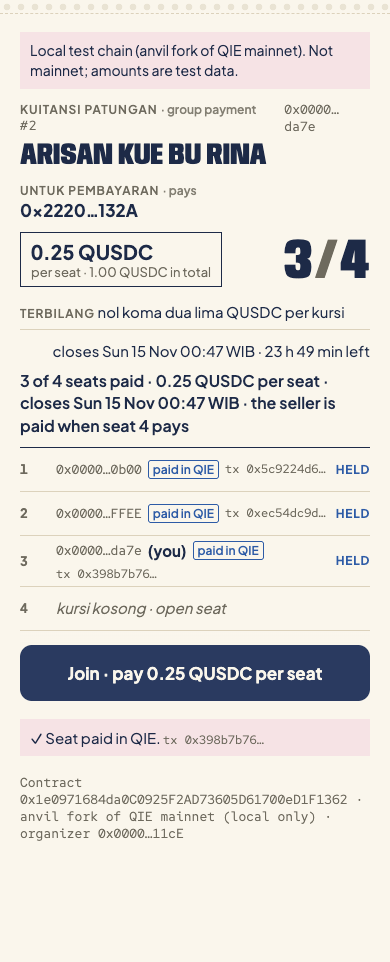 Local test chain (anvil fork of QIE mainnet). Not
mainnet; amounts are test data.
KUITANSI PATUNGAN · group payment
#2
0x0000…
da7e
ARISAN KUE BU RINA
UNTUK PEMBAYARAN · pays
0×2220…132A
0.25 QUSDC
per seat · 1.00 QUSDC in total
3/4
TERBILANG nol koma dua lima QUSDC per kursi
closes Sun 15 Nov 00:47 WIB · 23 h 49 min left
3 of 4 seats paid · 0.25 QUSDC per seat ·
closes Sun 15 Nov 00:47 WIB · the seller is
paid when seat 4 pays
1 0x0000…0b00 paid in QIE tx 0x5c9224d6… HELD
2 0x0000…FFEE paid in QIE tx 0xec54dc9d… HELD
3 0x0000…da7e (you) paid in QIE HELD
tx 0x398b7b76…
4 kursi kosong · open seat
Join · pay 0.25 QUSDC per seat
✓ Seat paid in QIE. tx 0x398b7b76…
Contract
0x1e0971684da0C0925F2AD73605D61700eD1F1362 ·
anvil fork of QIE mainnet (local only) ·
organizer 0x0000…11cE